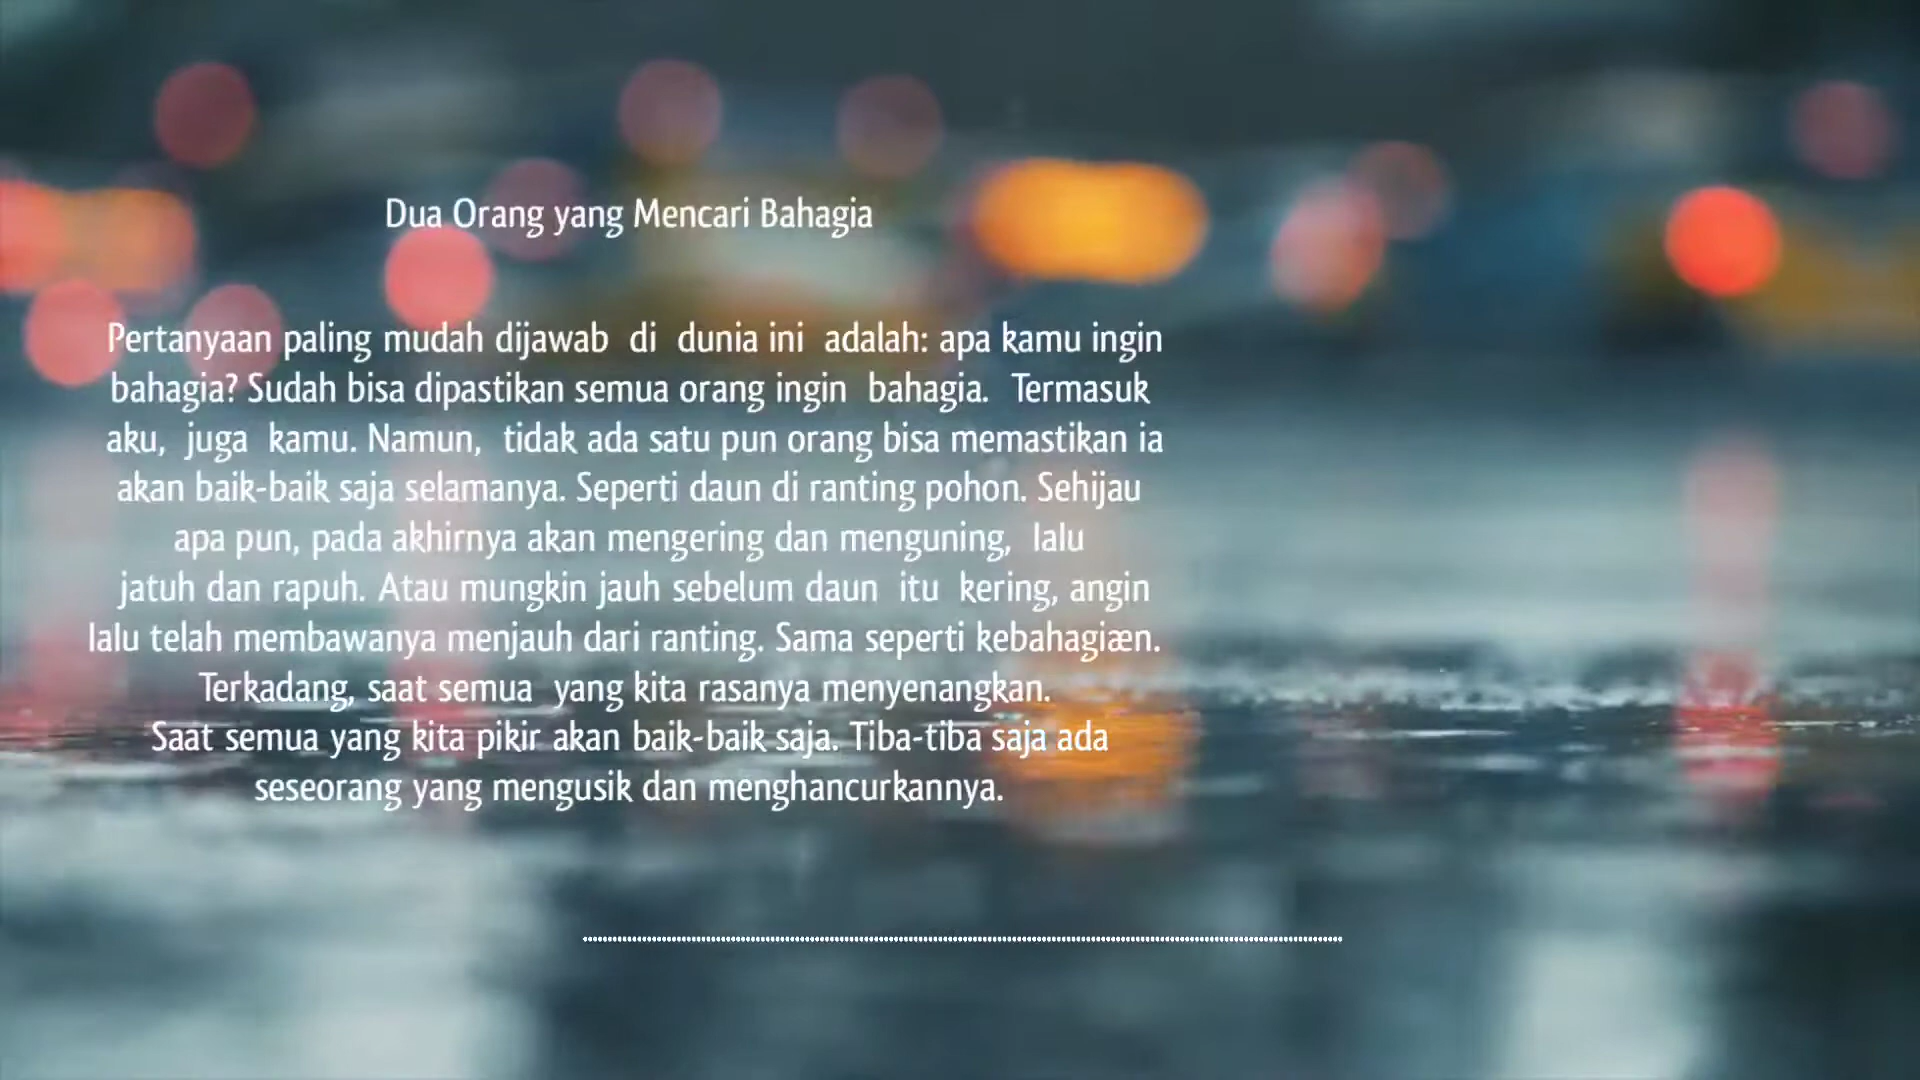 Dua Orang yang Mencari Bahagia
Pertanyaan paling mudah dijawab di dunia ini adalah: apa kamu ingin
bahagia? Sudah bisa dipastikan semua orang ingin bahagia. Termasuk
aku, juga kamu. Namun, tidak ada satu pun orang bisa memastikan ia
akan baik-baik saja selamanya. Seperti daun di ranting pohon. Sehijau
apa pun, pada akhirnya akan mengering dan menguning, lalu
jatuh dan rapuh. Atau mungkin jauh sebelum daun itu kering, angin
lalu telah membawanya menjauh dari ranting. Sama seperti kebahagiæn.
Terkadang, saat semua yang kita rasanya menyenangkan.
Saat semua yang kita pikir akan baik-baik saja. Tiba-tiba saja ada
seseorang yang mengusik dan menghancurkannya.